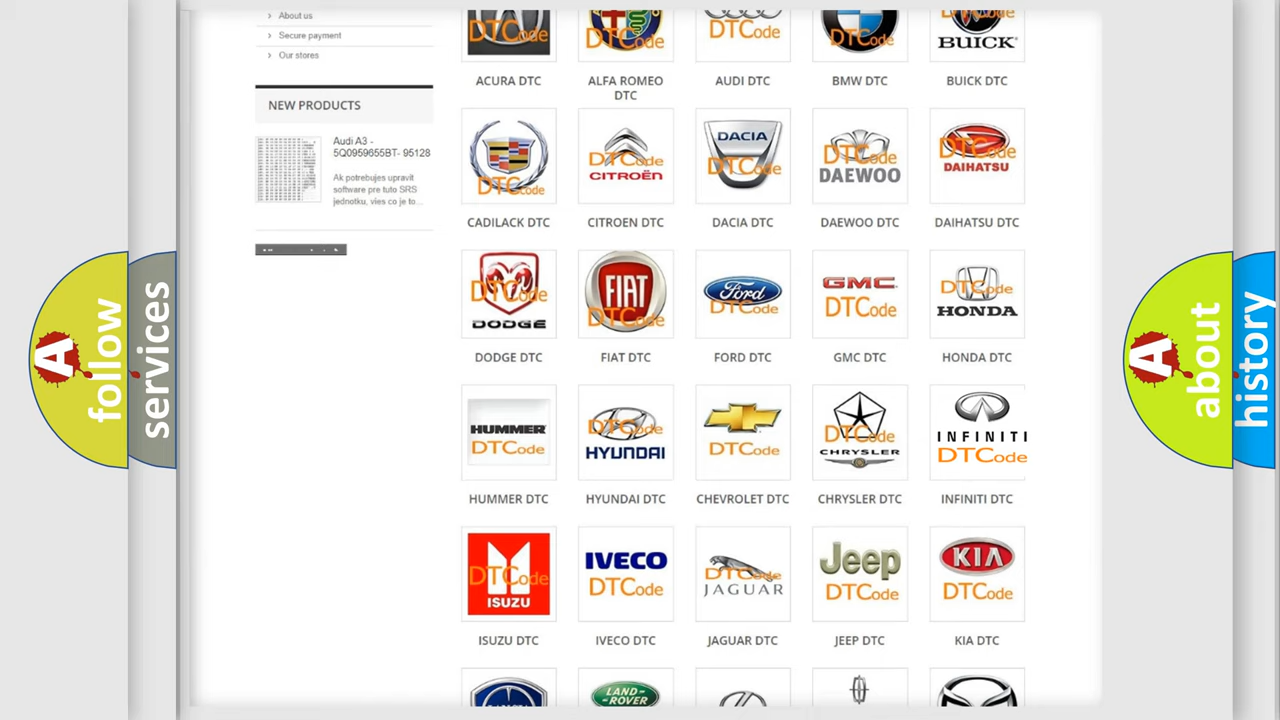 About us
Secure payment
Our stores
NEW PRODUCTS
Audi A3 -
5Q0959655BT- 95128
Ak potrebujes upravit
software pre tuto SRS
jednotku, vies co je to...
DTCode DTCode DTCode DTCode BUICK
ACURA DTC ALFA ROMEO DTC AUDI DTC BMW DTC BUICK DTC
DTCode
DTCode CITROËN
DACIA DTCode
DTCode DAEWOO
DTCode DAIHATSU
CADILACK DTC CITROEN DTC DACIA DTC DAEWOO DTC DAIHATSU DTC
DTCode DODGE
FIAT DTCode
Ford DTCode
GMC DTCode
DTCode HONDA
DODGE DTC FIAT DTC FORD DTC GMC DTC HONDA DTC
HUMMER DTCode
DTCode HYUNDAI
DTCode
DTCode CHRYSLER
INFINITI DTCode
HUMMER DTC HYUNDAI DTC CHEVROLET DTC CHRYSLER DTC INFINITI DTC
DTCode ISUZU
IVECO DTCode
DTCode JAGUAR
Jeep DTCode
KIA DTCode
ISUZU DTC IVECO DTC JAGUAR DTC JEEP DTC KIA DTC
LAND-
ROVER
A follow
services
A about
history